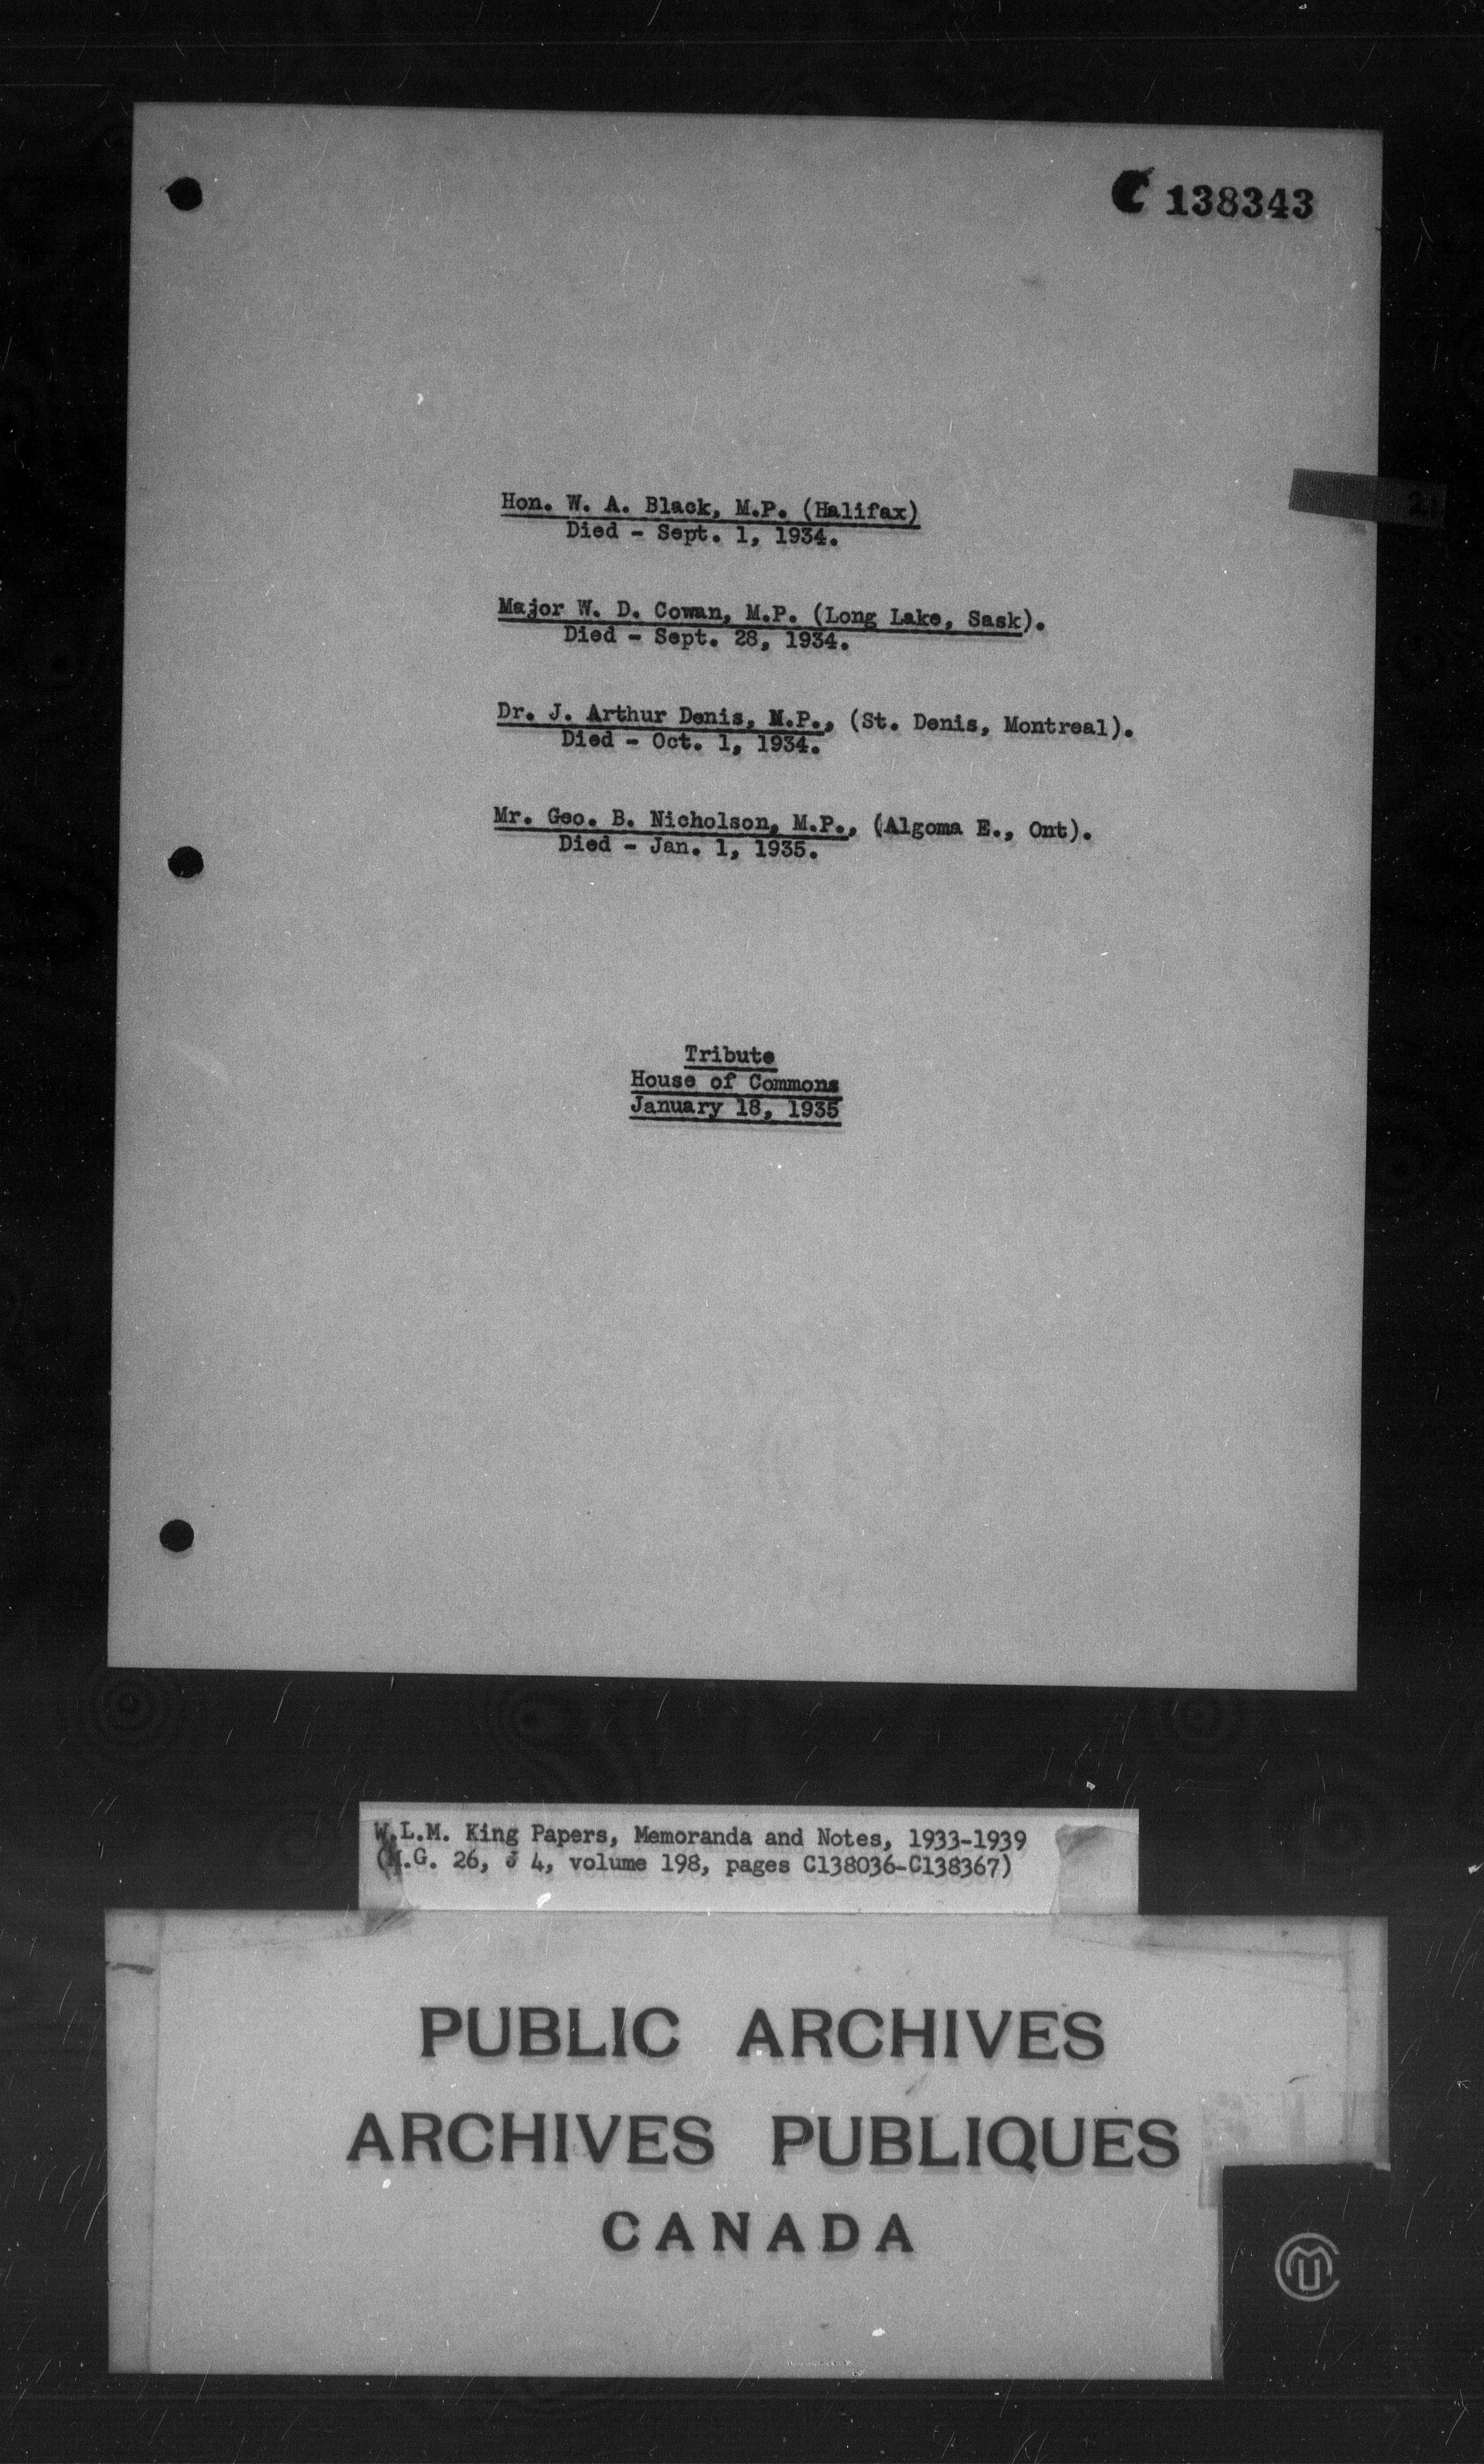 C 138343
21
Hon. W. A. Black, M.P. (Halifax)
Died - Sept. 1, 1934.
Major W. D. Cowan, M.P. (Long Lake, Sask).
Died - Sept. 28, 1934.
Dr. J. Arthur Denis, M.P., (St. Denis, Montreal).
Died - Oct. 1, 1934.
Mr. Geo. B. Nicholson, M.P., (Algoma E., Ont).
Died - Jan. 1, 1935.
Tribute
House of Commons
January 18, 1935
W.L.M. King Papers, Memoranda and Notes, 1933-1939
(M.G. 26, J 4, volume 198, pages C138036-C138367)
PUBLIC ARCHIVES
ARCHIVES PUBLIQUES
CANADA